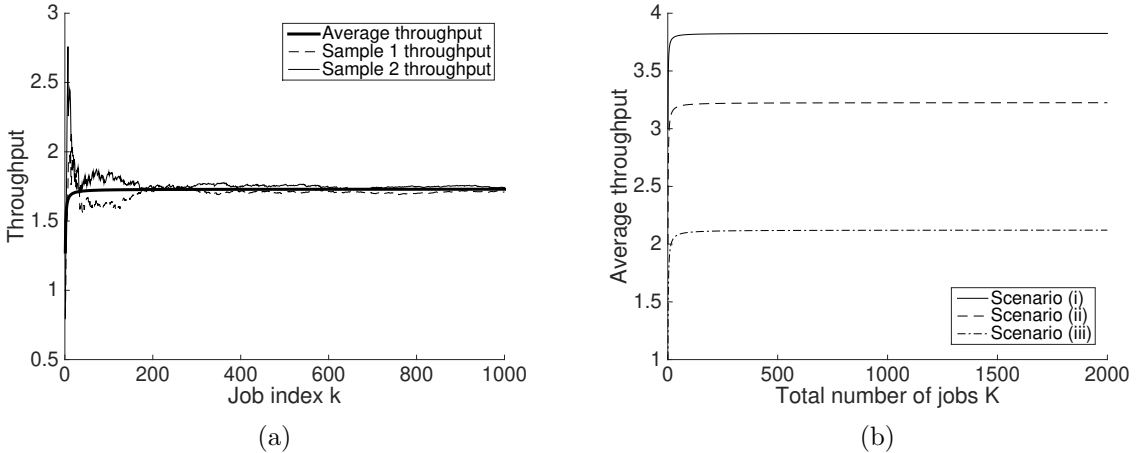 3
2.5
2
1.5
1
0.5
Throughput
Average throughput
Sample 1 throughput
Sample 2 throughput
0
200
400
600
800
1000
Job index k
(a)
4
3.5
3
2.5
2
1.5
1
Average throughput
Scenario (i)
Scenario (ii)
Scenario (iii)
0
500
1000
1500
2000
Total number of jobs K
(b)